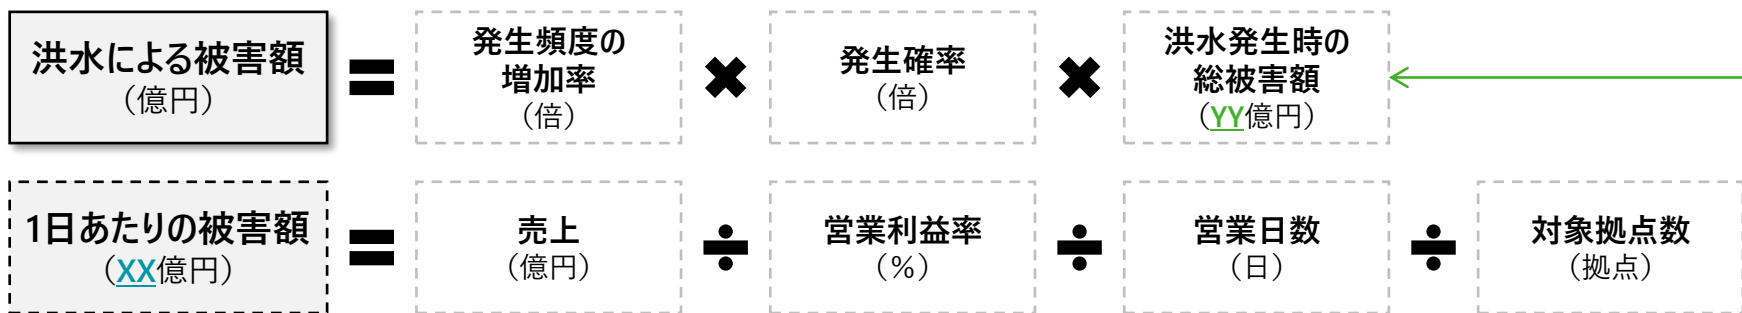 洪水による被害額
（億円）
＝
発生頻度の
増加率
（倍）
×
発生確率
（倍）
×
洪水発生時の
総被害額
（YY億円）
1日あたりの被害額
（XX億円）
＝
売上
（億円）
÷
営業利益率
（%）
÷
営業日数
（日）
÷
対象拠点数
（拠点）